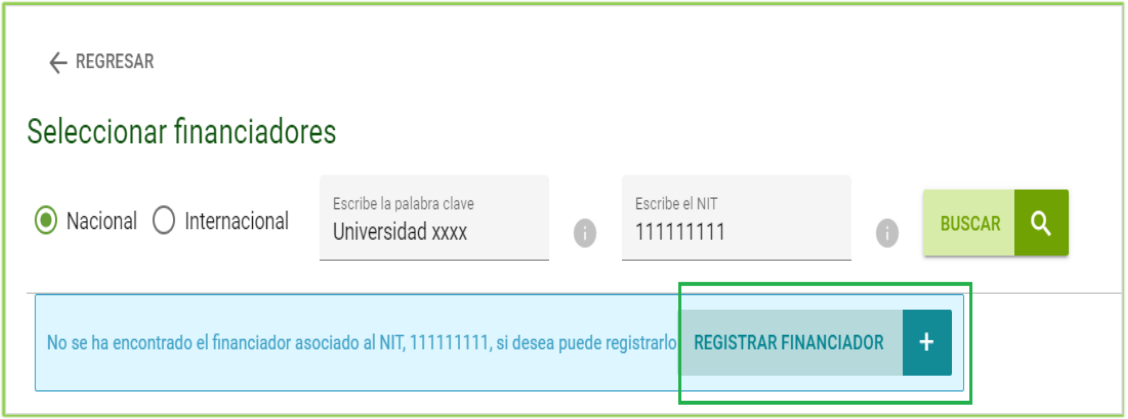 REGRESAR
Seleccionar financiadores
Nacional Internacional Escribe la palabra clave Escribe el NIT
Universidad xxxx 111111111 BUSCAR
No se ha encontrado el financiador asociado al NIT, 111111111, si desea puede registrarlo REGISTRAR FINANCIADOR +